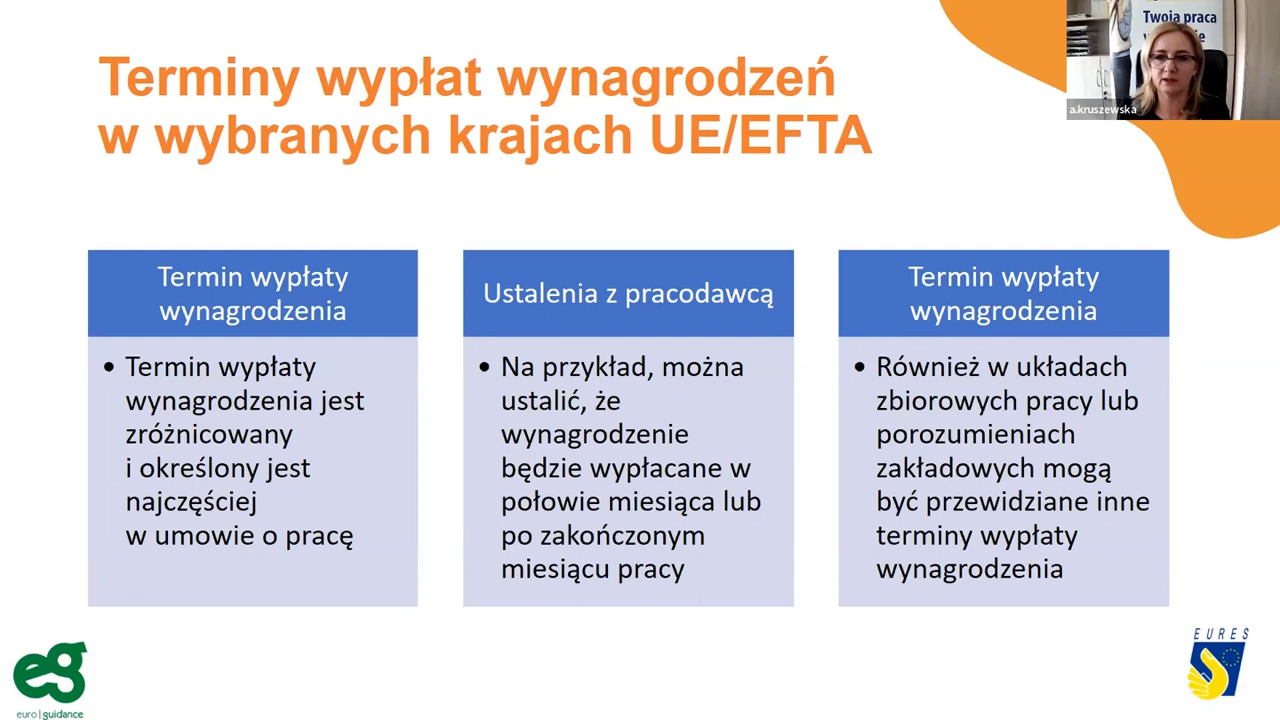 Terminy wypłat wynagrodzeń
w wybranych krajach UE/EFTA
Twoja praca
a.kruszewska
Termin wypłaty
wynagrodzenia
Termin wypłaty
wynagrodzenia jest
zróżnicowany
i określony jest
najczęściej
w umowie o pracę
Ustalenia z pracodawcą
Na przykład, można
ustalić, że
wynagrodzenie
będzie wypłacane w
połowie miesiąca lub
po zakończonym
miesiącu pracy
Termin wypłaty
wynagrodzenia
Również w układach
zbiorowych pracy lub
porozumieniach
zakładowych mogą
być przewidziane inne
terminy wypłaty
wynagrodzenia
eg
euro|guidance
EURES